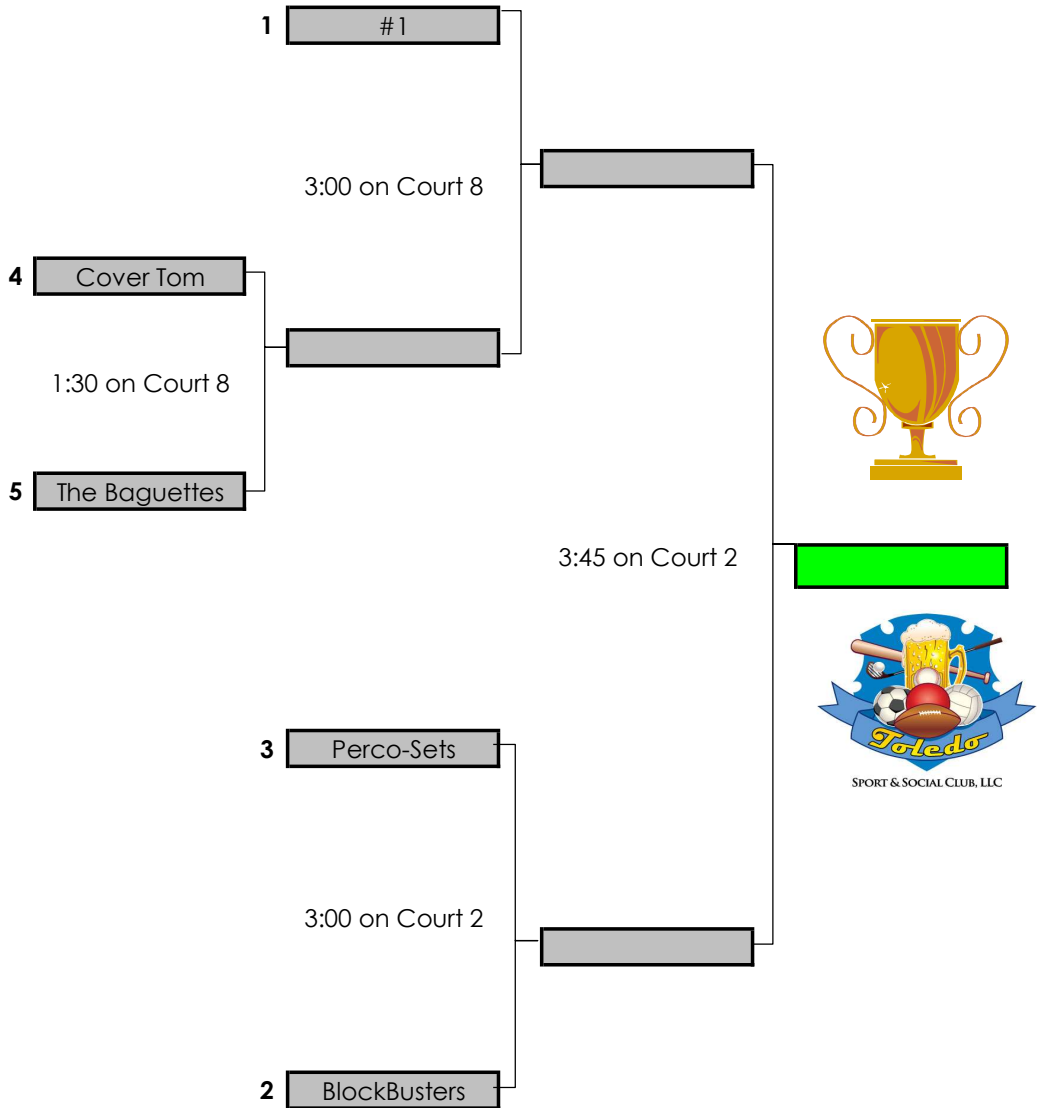 1 #1
3:00 on Court 8
4 Cover Tom
1:30 on Court 8
5 The Baguettes
3:45 on Court 2
Toledo
SPORT & SOCIAL CLUB, LLC
3 Perco-Sets
3:00 on Court 2
2 BlockBusters